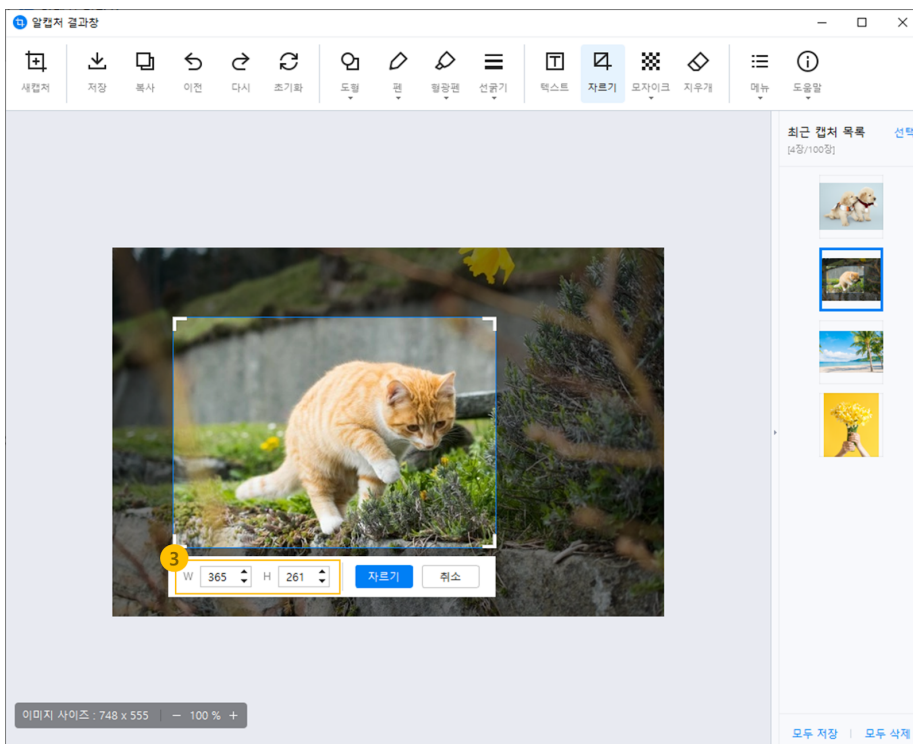 알캡처 결과창
새캡처 저장 복사 이전 다시 초기화 도형 펜 형광펜 선굵기 텍스트 자르기 모자이크 지우개 메뉴 도움말
최근 캡처 목록 선택
[4장/100장]
3
W 365 H 261 자르기 취소
이미지 사이즈 : 748 x 555 − 100 % +
모두 저장 | 모두 삭제